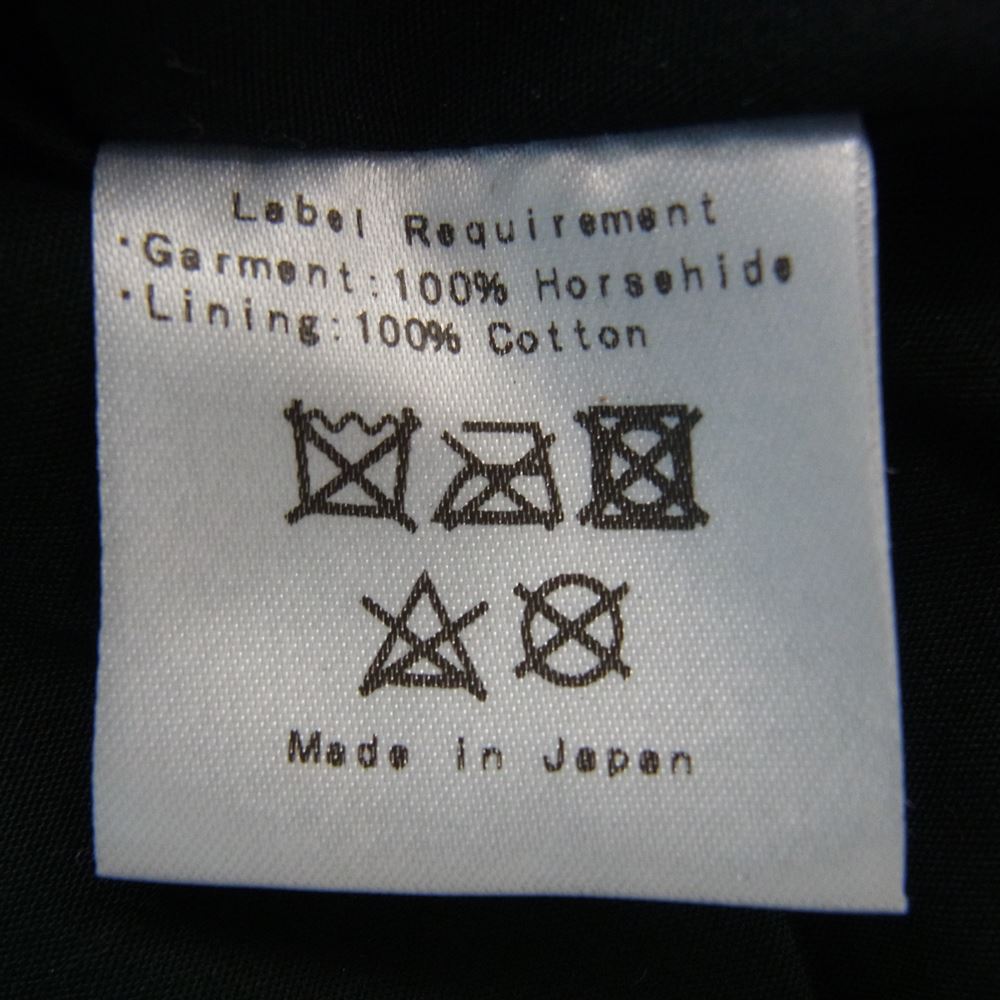 Label Requirement
・Garment:100% Horsehide
・Lining:100% Cotton
Made in Japan